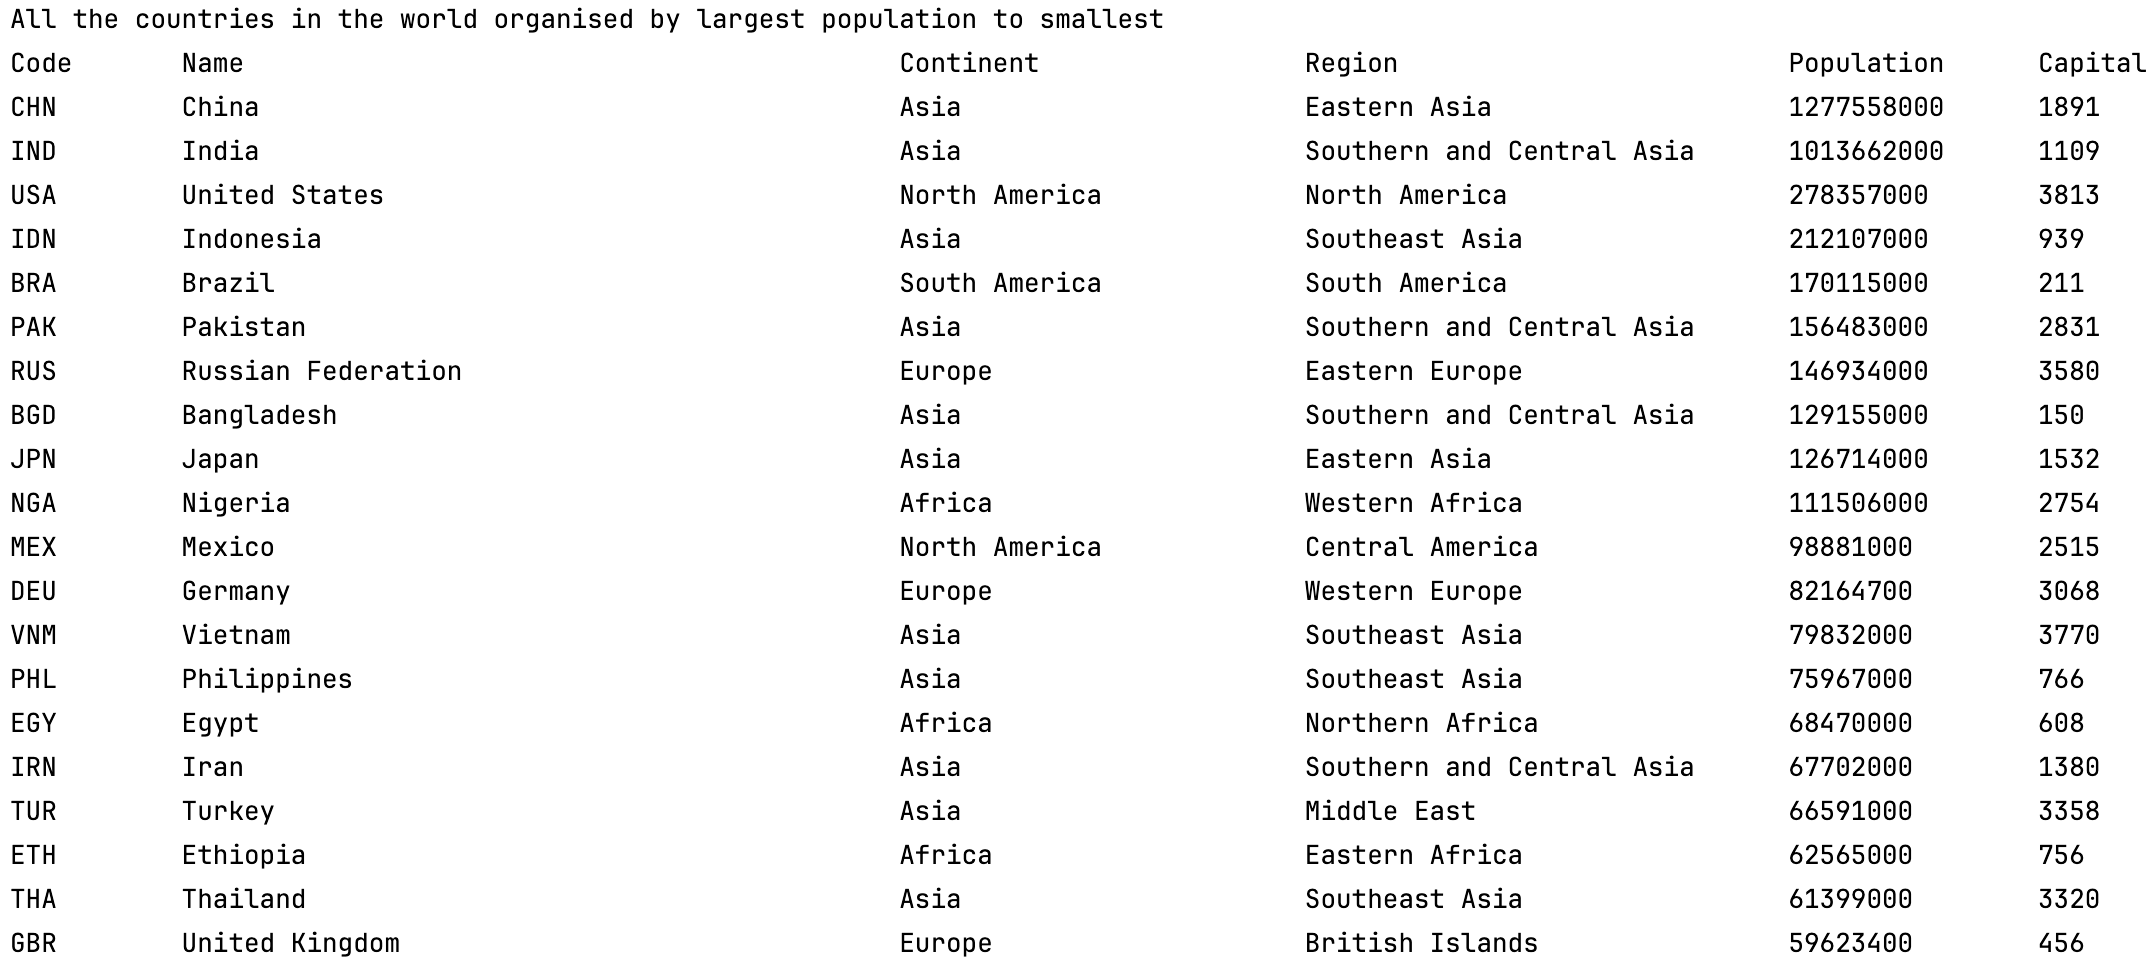 All the countries in the world organised by largest population to smallest
Code Name Continent Region Population Capital
CHN China Asia Eastern Asia 1277558000 1891
IND India Asia Southern and Central Asia 1013662000 1109
USA United States North America North America 278357000 3813
IDN Indonesia Asia Southeast Asia 212107000 939
BRA Brazil South America South America 170115000 211
PAK Pakistan Asia Southern and Central Asia 156483000 2831
RUS Russian Federation Europe Eastern Europe 146934000 3580
BGD Bangladesh Asia Southern and Central Asia 129155000 150
JPN Japan Asia Eastern Asia 126714000 1532
NGA Nigeria Africa Western Africa 111506000 2754
MEX Mexico North America Central America 98881000 2515
DEU Germany Europe Western Europe 82164700 3068
VNM Vietnam Asia Southeast Asia 79832000 3770
PHL Philippines Asia Southeast Asia 75967000 766
EGY Egypt Africa Northern Africa 68470000 608
IRN Iran Asia Southern and Central Asia 67702000 1380
TUR Turkey Asia Middle East 66591000 3358
ETH Ethiopia Africa Eastern Africa 62565000 756
THA Thailand Asia Southeast Asia 61399000 3320
GBR United Kingdom Europe British Islands 59623400 456